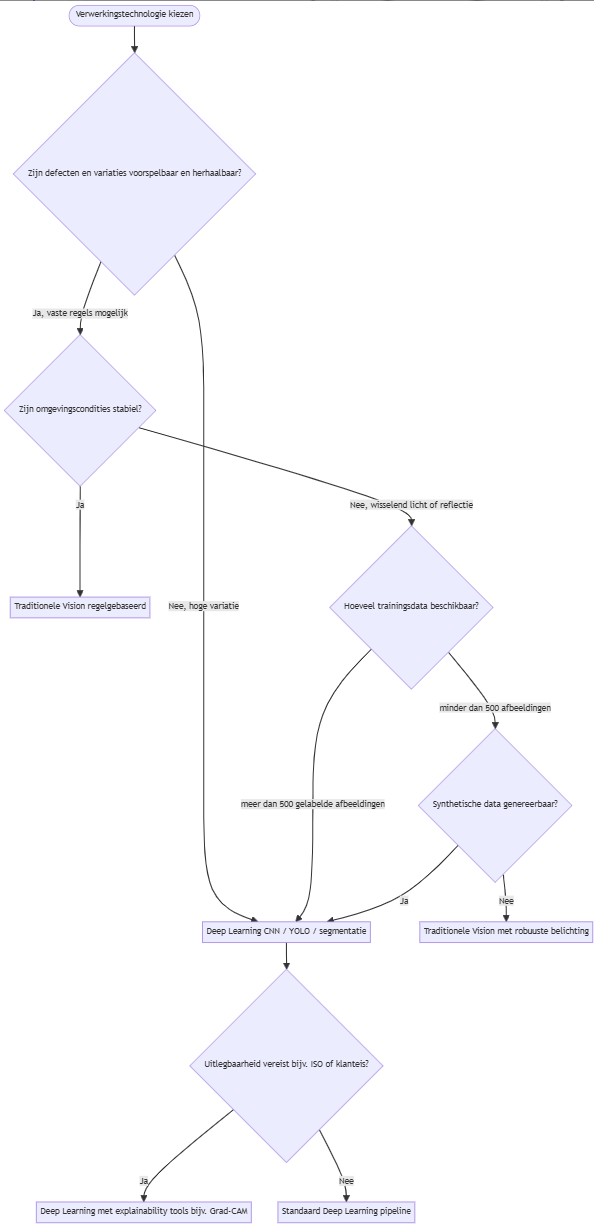 Verwerkingstechnologie kiezen
Zijn defecten en variaties voorspelbaar en herhaalbaar?
Ja, vaste regels mogelijk
Zijn omgevingscondities stabiel?
Ja
Nee, wisselend licht of reflectie
Traditionele Vision regelgebaseerd
Nee, hoge variatie
Hoeveel trainingsdata beschikbaar?
minder dan 500 afbeeldingen
meer dan 500 gelabelde afbeeldingen
Synthetische data genereerbaar?
Ja
Nee
Deep Learning CNN / YOLO / segmentatie
Traditionele Vision met robuuste belichting
Uitlegbaarheid vereist bijv. ISO of klanteis?
Ja
Nee
Deep Learning met explainability tools bijv. Grad-CAM
Standaard Deep Learning pipeline